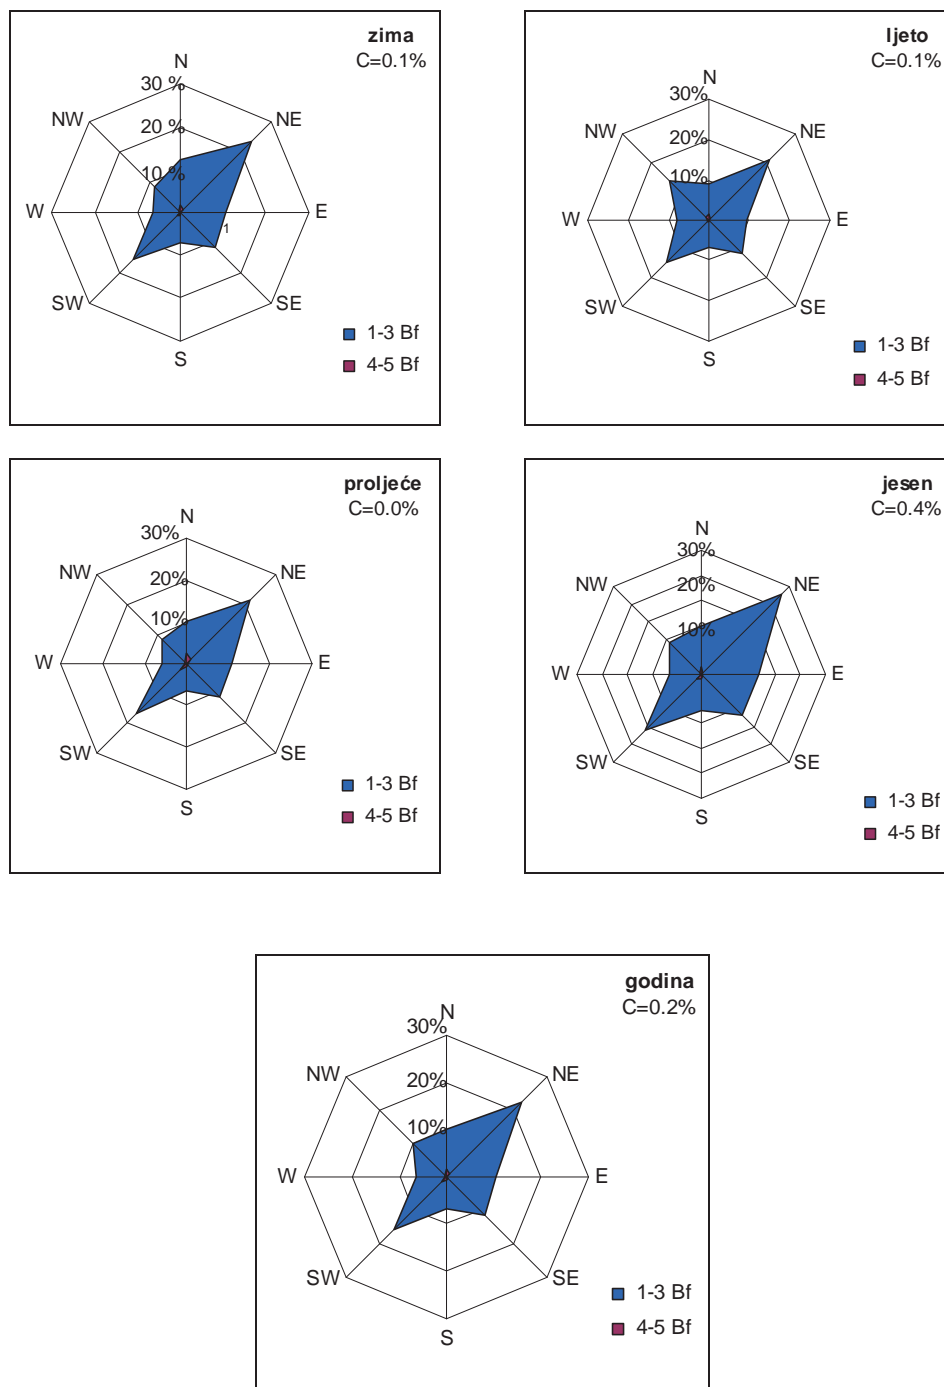 zima
C=0.1%
N
30 %
NW
NE
20 %
10 %
W
E
1
SW
SE
S
1-3 Bf
4-5 Bf
ljeto
C=0.1%
N
30%
NW
NE
20%
10%
W
E
SW
SE
S
1-3 Bf
4-5 Bf
proljeće
C=0.0%
N
30%
NW
NE
20%
10%
W
E
SW
SE
S
1-3 Bf
4-5 Bf
jesen
C=0.4%
N
30%
NW
NE
20%
10%
W
E
SW
SE
S
1-3 Bf
4-5 Bf
godina
C=0.2%
N
30%
NW
NE
20%
10%
W
E
SW
SE
S
1-3 Bf
4-5 Bf